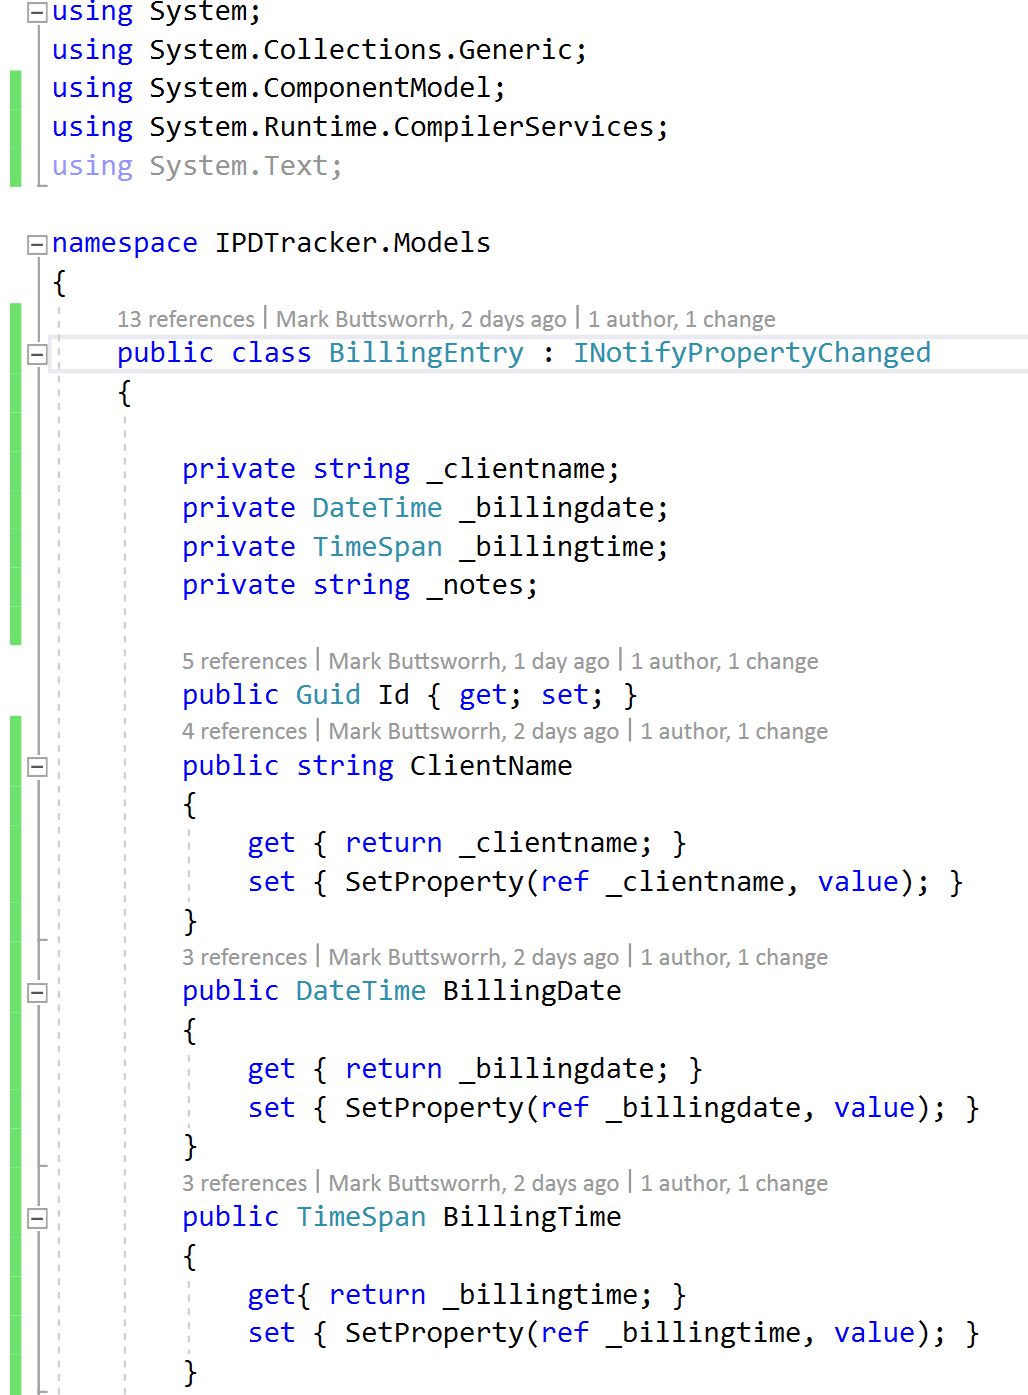 using System;
using System.Collections.Generic;
using System.ComponentModel;
using System.Runtime.CompilerServices;
using System.Text;
namespace IPDTracker.Models
{
13 references | Mark Buttsworrh, 2 days ago | 1 author, 1 change
public class BillingEntry : INotifyPropertyChanged
{
private string _clientname;
private DateTime _billingdate;
private TimeSpan _billingtime;
private string _notes;
5 references | Mark Buttsworrh, 1 day ago | 1 author, 1 change
public Guid Id { get; set; }
4 references | Mark Buttsworrh, 2 days ago | 1 author, 1 change
public string ClientName
{
get { return _clientname; }
set { SetProperty(ref _clientname, value); }
}
3 references | Mark Buttsworrh, 2 days ago | 1 author, 1 change
public DateTime BillingDate
{
get { return _billingdate; }
set { SetProperty(ref _billingdate, value); }
}
3 references | Mark Buttsworrh, 2 days ago | 1 author, 1 change
public TimeSpan BillingTime
{
get{ return _billingtime; }
set { SetProperty(ref _billingtime, value); }
}